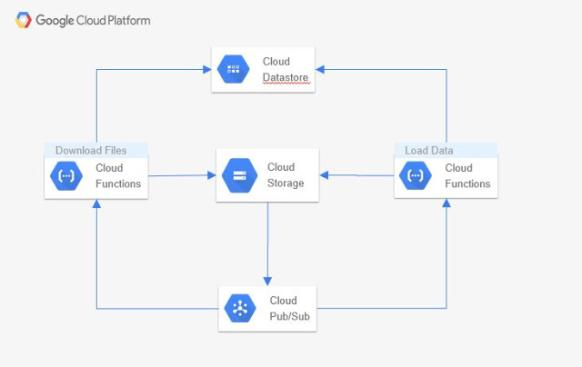 Google Cloud Platform
Cloud
Datastore
Download Files
Cloud
Functions
Cloud
Storage
Load Data
Cloud
Functions
Cloud
Pub/Sub